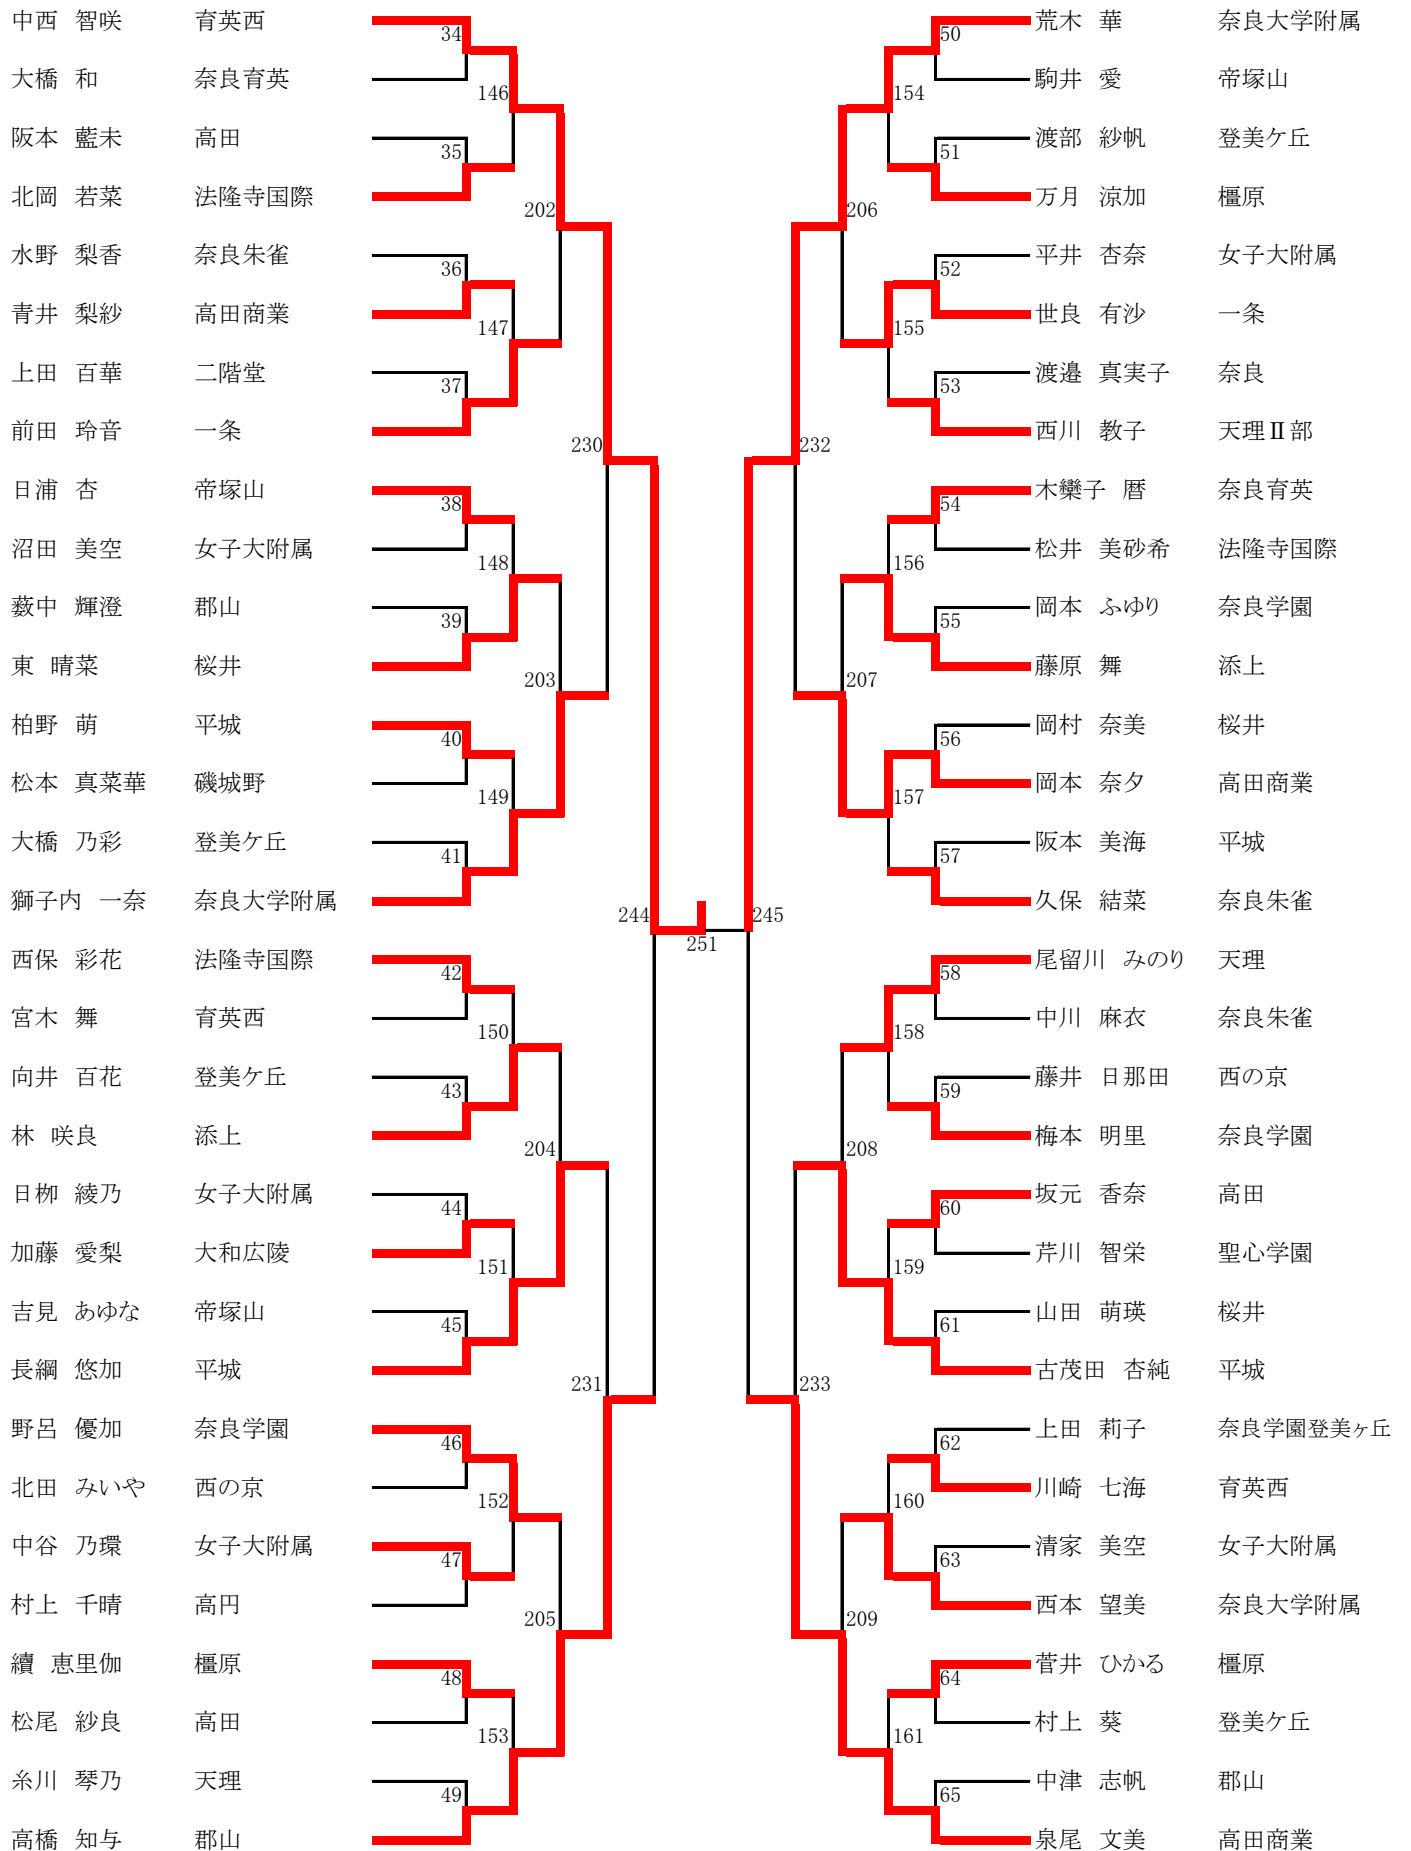 中西 智咲 育英西
34
大橋 和 奈良育英
146
阪本 藍未 高田
35
北岡 若菜 法隆寺国際
202
水野 梨香 奈良朱雀
36
青井 梨紗 高田商業
147
上田 百華 二階堂
37
前田 玲音 一条
230
日浦 杏 帝塚山
38
沼田 美空 女子大附属
148
薮中 輝澄 郡山
39
東 晴菜 桜井
203
柏野 萌 平城
40
松本 真菜華 磯城野
149
大橋 乃彩 登美ケ丘
41
獅子内 一奈 奈良大学附属
244
251
西保 彩花 法隆寺国際
42
宮木 舞 育英西
150
向井 百花 登美ケ丘
43
林 咲良 添上
204
日栁 綾乃 女子大附属
44
加藤 愛梨 大和広陵
151
吉見 あゆな 帝塚山
45
長綱 悠加 平城
231
野呂 優加 奈良学園
46
北田 みいや 西の京
152
中谷 乃環 女子大附属
47
村上 千晴 高円
205
續 恵里伽 橿原
48
松尾 紗良 高田
153
糸川 琴乃 天理
49
高橋 知与 郡山
荒木 華 奈良大学附属
50
駒井 愛 帝塚山
154
渡部 紗帆 登美ケ丘
51
万月 涼加 橿原
206
平井 杏奈 女子大附属
52
世良 有沙 一条
155
渡邉 真実子 奈良
53
西川 教子 天理Ⅱ部
232
木欒子 暦 奈良育英
54
松井 美砂希 法隆寺国際
156
岡本 ふゆり 奈良学園
55
藤原 舞 添上
207
岡村 奈美 桜井
56
岡本 奈夕 高田商業
157
阪本 美海 平城
57
久保 結菜 奈良朱雀
245
尾留川 みのり 天理
58
中川 麻衣 奈良朱雀
158
藤井 日那田 西の京
59
梅本 明里 奈良学園
208
坂元 香奈 高田
60
芹川 智栄 聖心学園
159
山田 萌瑛 桜井
61
古茂田 杏純 平城
233
上田 莉子 奈良学園登美ヶ丘
62
川崎 七海 育英西
160
清家 美空 女子大附属
63
西本 望美 奈良大学附属
209
菅井 ひかる 橿原
64
村上 葵 登美ケ丘
161
中津 志帆 郡山
65
泉尾 文美 高田商業